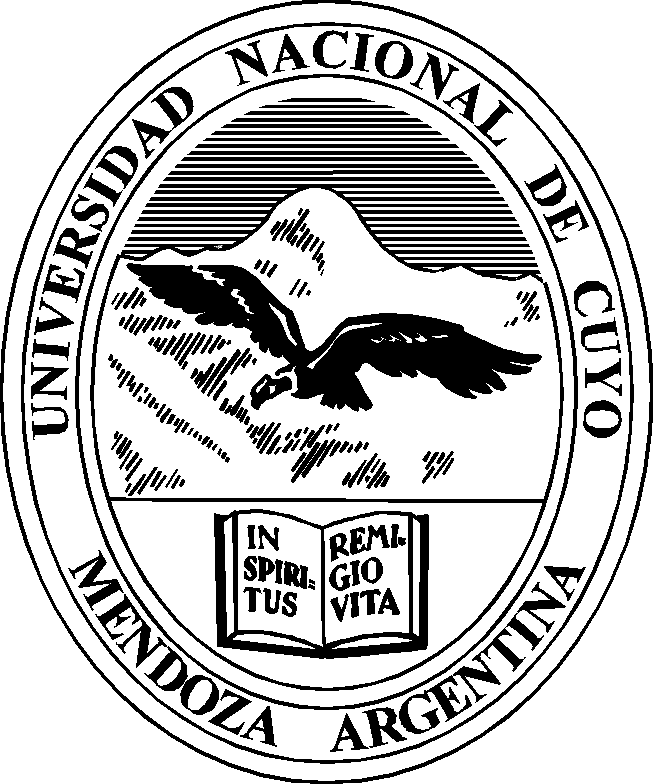 UNIVERSIDAD NACIONAL DE CUYO
IN
SPIRI=
TUS
REMI-
GIO
VITA
MENDOZA ARGENTINA